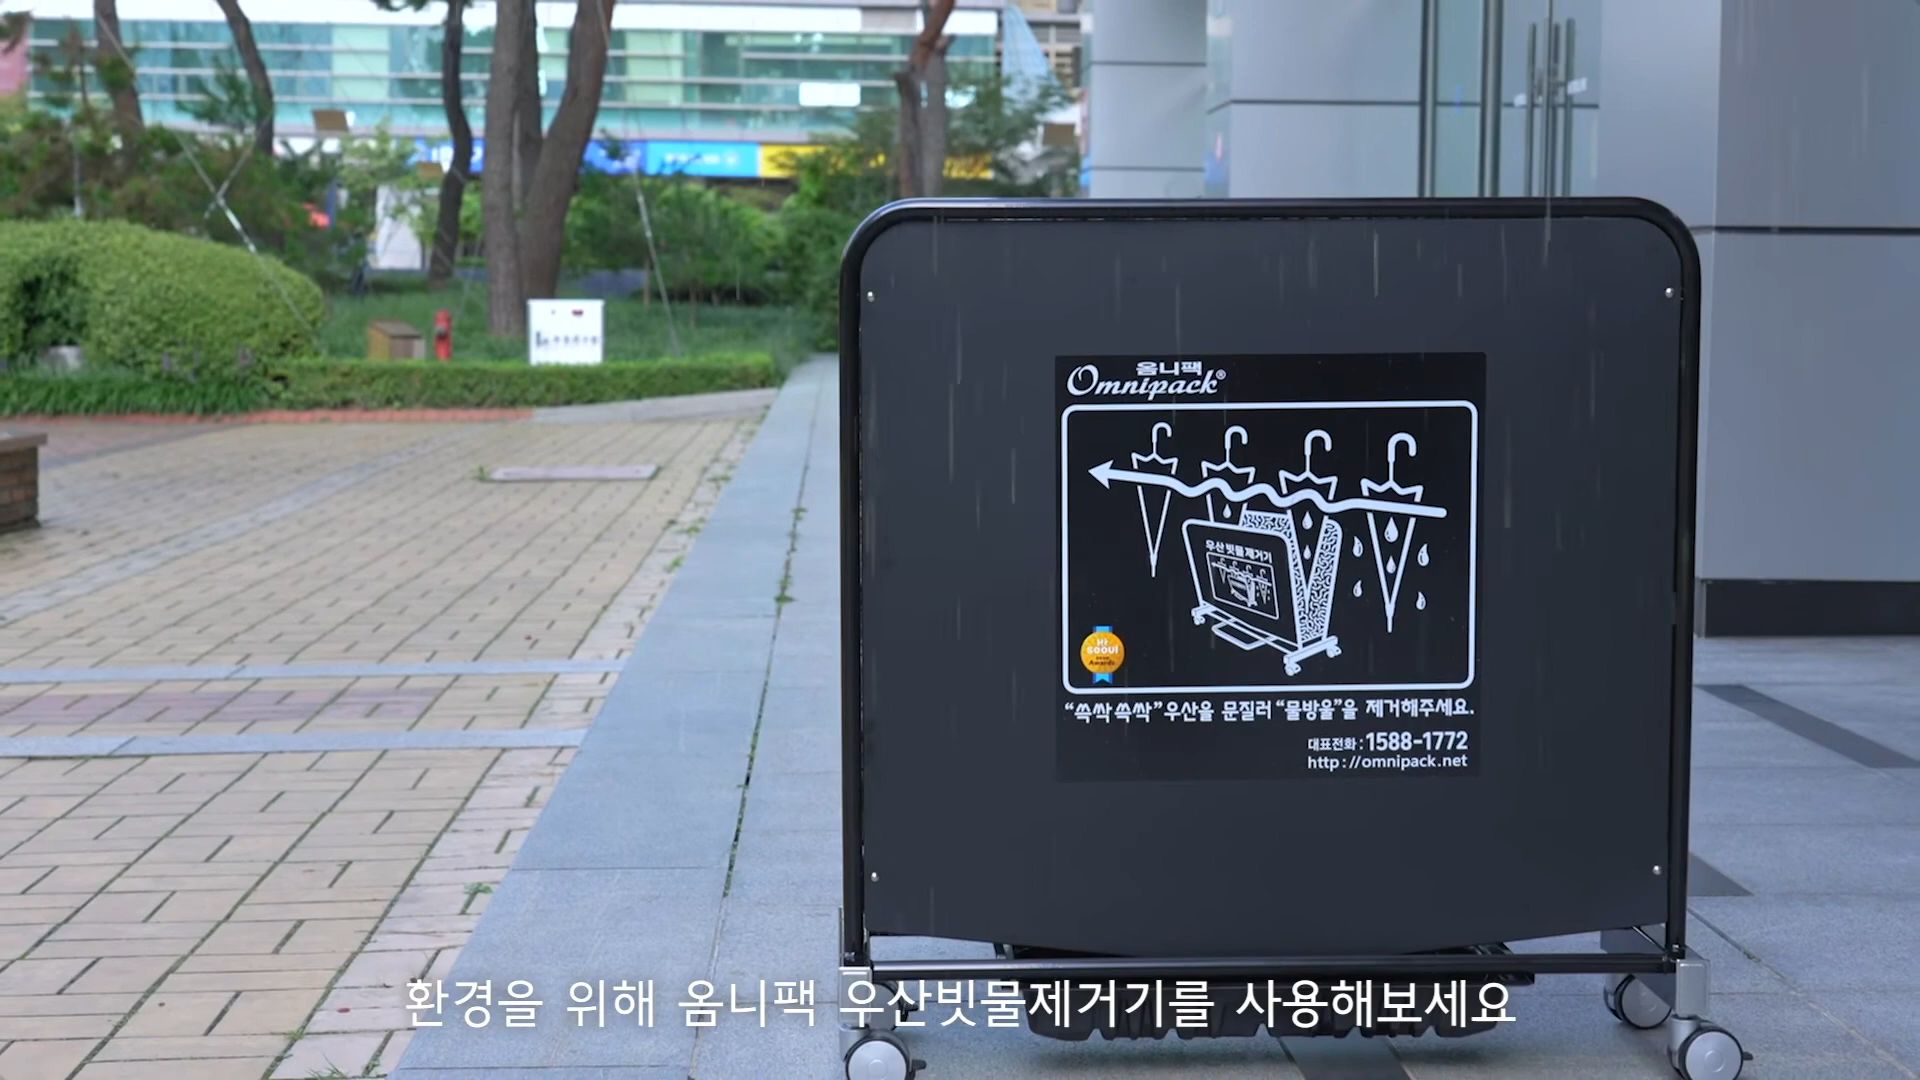 옴니팩
Omnipack®
우산 빗물 제거기
Hi
Seoul
Awards
“쓱싹 쓱싹” 우산을 문질러 “물방울”을 제거해주세요.
대표전화 : 1588-1772
http://omnipack.net
환경을 위해 옴니팩 우산빗물제거기를 사용해보세요